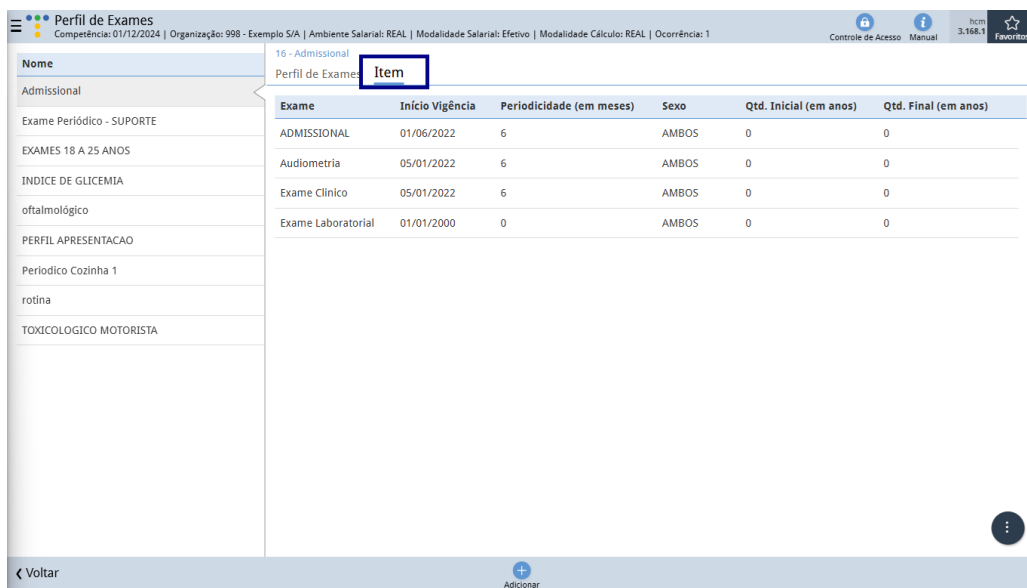 Perfil de Exames
Competência: 01/12/2024 | Organização: 998 - Exemplo S/A | Ambiente Salarial: REAL | Modalidade Salarial: Efetivo | Modalidade Cálculo: REAL | Ocorrência: 1
Controle de Acesso
Manual
hcm
3.168.1
Favoritos
Nome
Admissional
Exame Periódico - SUPORTE
EXAMES 18 A 25 ANOS
INDICE DE GLICEMIA
oftalmológico
PERFIL APRESENTACAO
Periodico Cozinha 1
rotina
TOXICOLOGICO MOTORISTA
16 - Admissional
Perfil de Exames Item
Exame Início Vigência Periodicidade (em meses) Sexo Qtd. Inicial (em anos) Qtd. Final (em anos)
ADMISSIONAL 01/06/2022 6 AMBOS 0 0
Audiometria 05/01/2022 6 AMBOS 0 0
Exame Clinico 05/01/2022 6 AMBOS 0 0
Exame Laboratorial 01/01/2000 0 AMBOS 0 0
Voltar
Adicionar